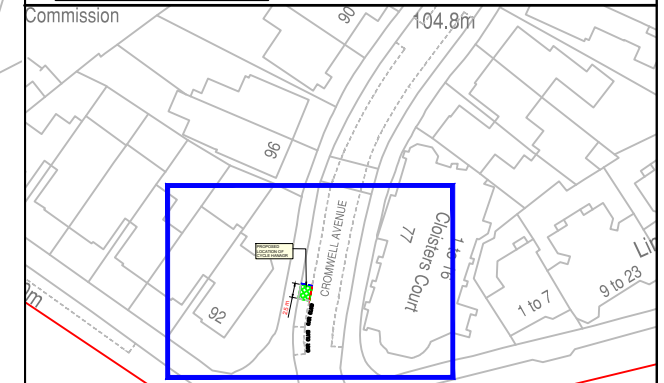 Commission
90
104.8m
96
PROPOSED
LOCATION OF
CYCLE HANGAR
CROMWELL AVENUE
1 to 16
Cloisters Court
77
92
1 to 7
9 to 23